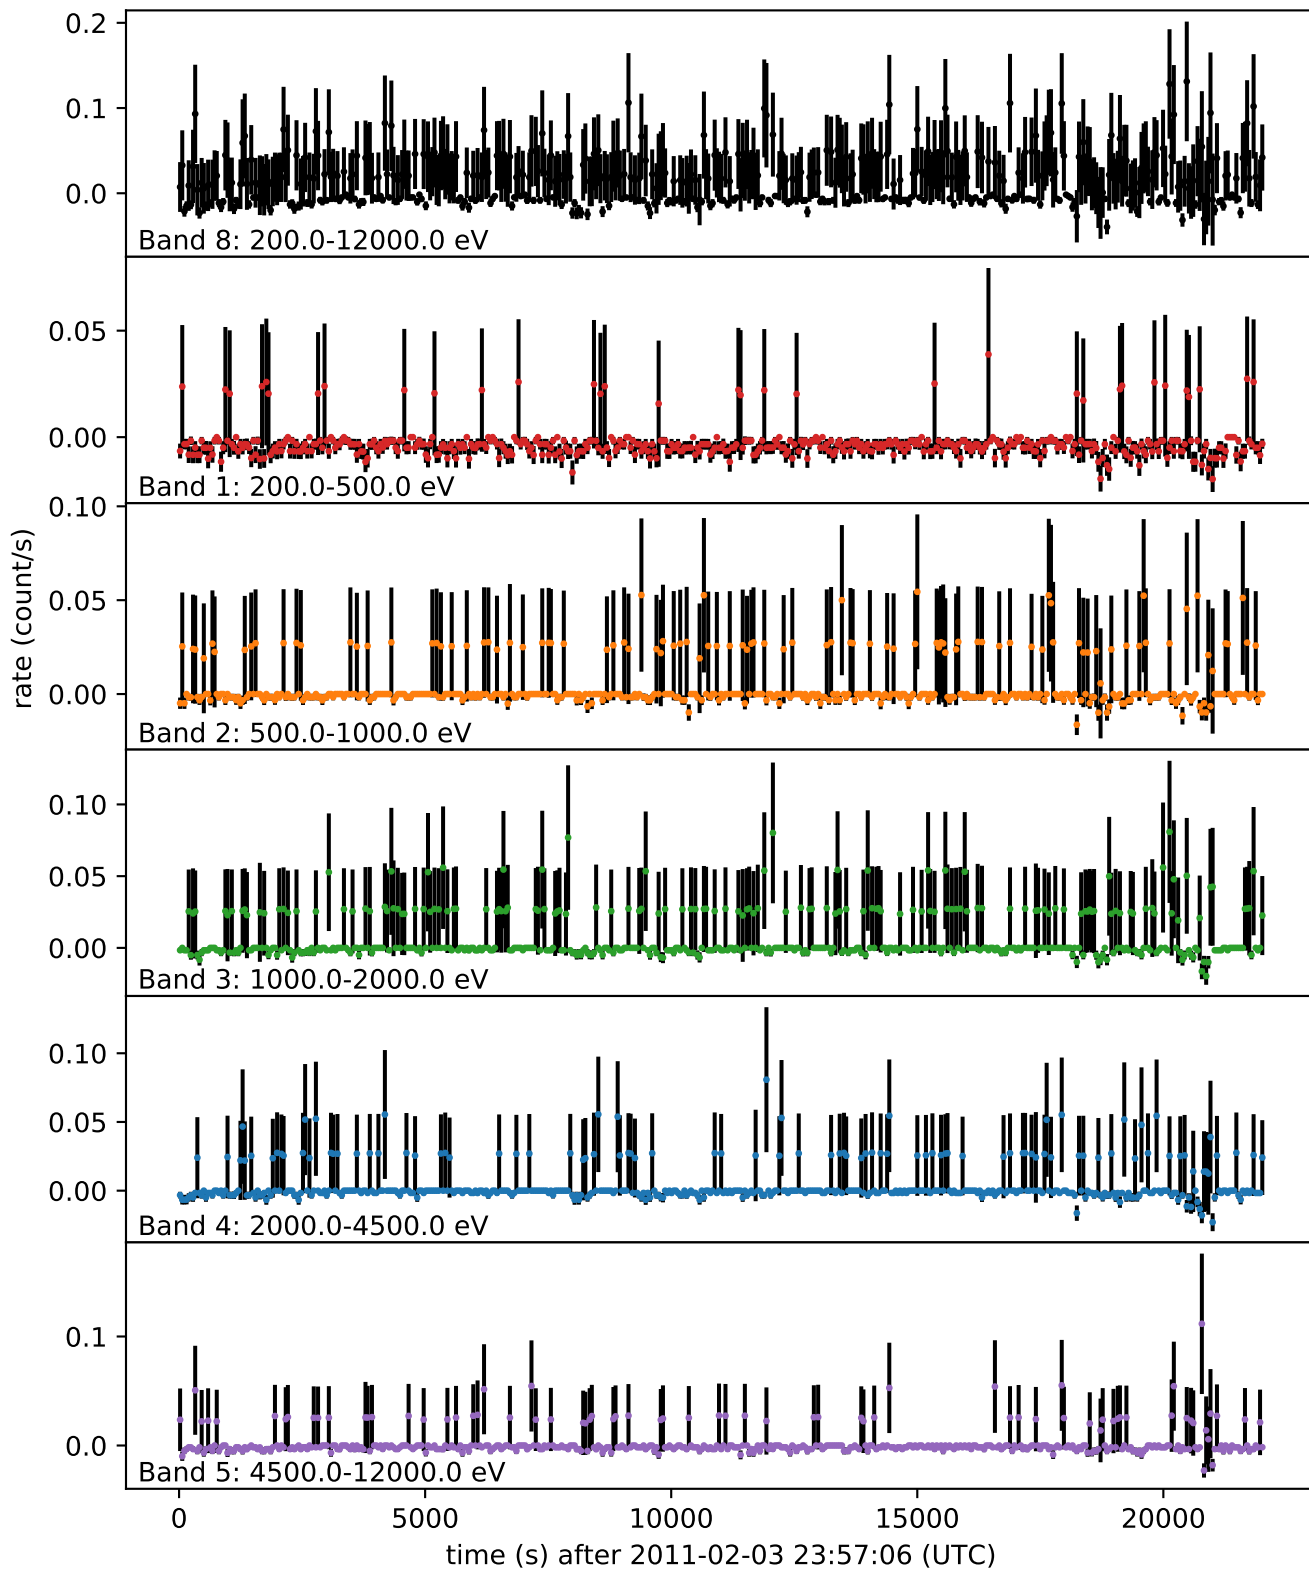 0.2
0.1
0.0
Band 8: 200.0-12000.0 eV
0.05
0.00
Band 1: 200.0-500.0 eV
0.10
0.05
0.00
Band 2: 500.0-1000.0 eV
rate (count/s)
0.10
0.05
0.00
Band 3: 1000.0-2000.0 eV
0.10
0.05
0.00
Band 4: 2000.0-4500.0 eV
0.1
0.0
Band 5: 4500.0-12000.0 eV
0 5000 10000 15000 20000
time (s) after 2011-02-03 23:57:06 (UTC)